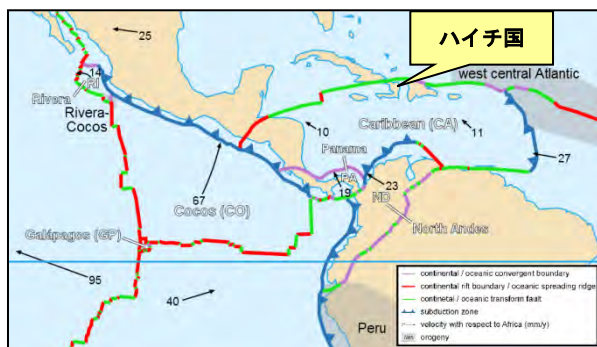 25
ハイチ国
west central Atlantic
14
RI
Rivera
Rivera-
Cocos
10
Caribbean (CA)
11
Panama
PA
27
67
19
23
Cocos (CO)
ND
North Andes
Galápagos (GP)
95
40
Peru
continental / oceanic convergent boundary
continental rift boundary / oceanic spreading ridge
continetal / oceanic transform fault
subduction zone
velocity with respect to Africa (mm/y)
orogeny